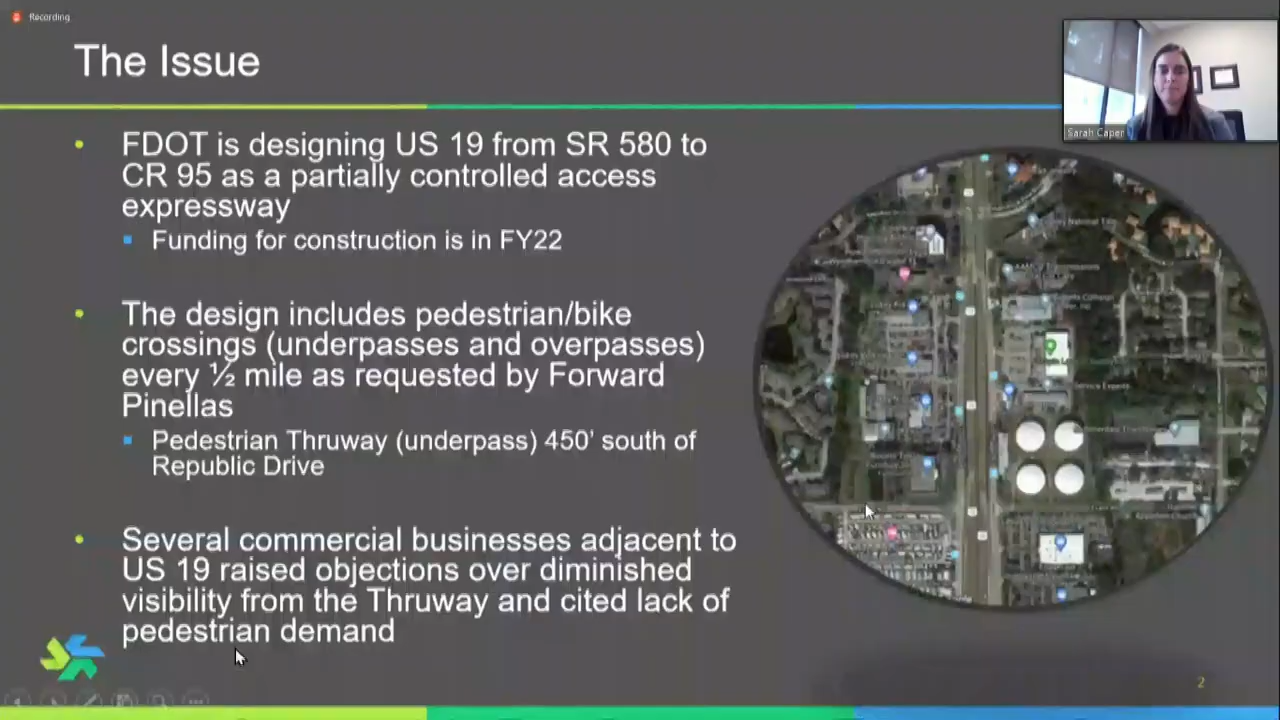 Recording
The Issue
Sarah Caper
• FDOT is designing US 19 from SR 580 to
CR 95 as a partially controlled access
expressway
▪ Funding for construction is in FY22
• The design includes pedestrian/bike
crossings (underpasses and overpasses)
every ½ mile as requested by Forward
Pinellas
▪ Pedestrian Thruway (underpass) 450’ south of
Republic Drive
• Several commercial businesses adjacent to
US 19 raised objections over diminished
visibility from the Thruway and cited lack of
pedestrian demand
2